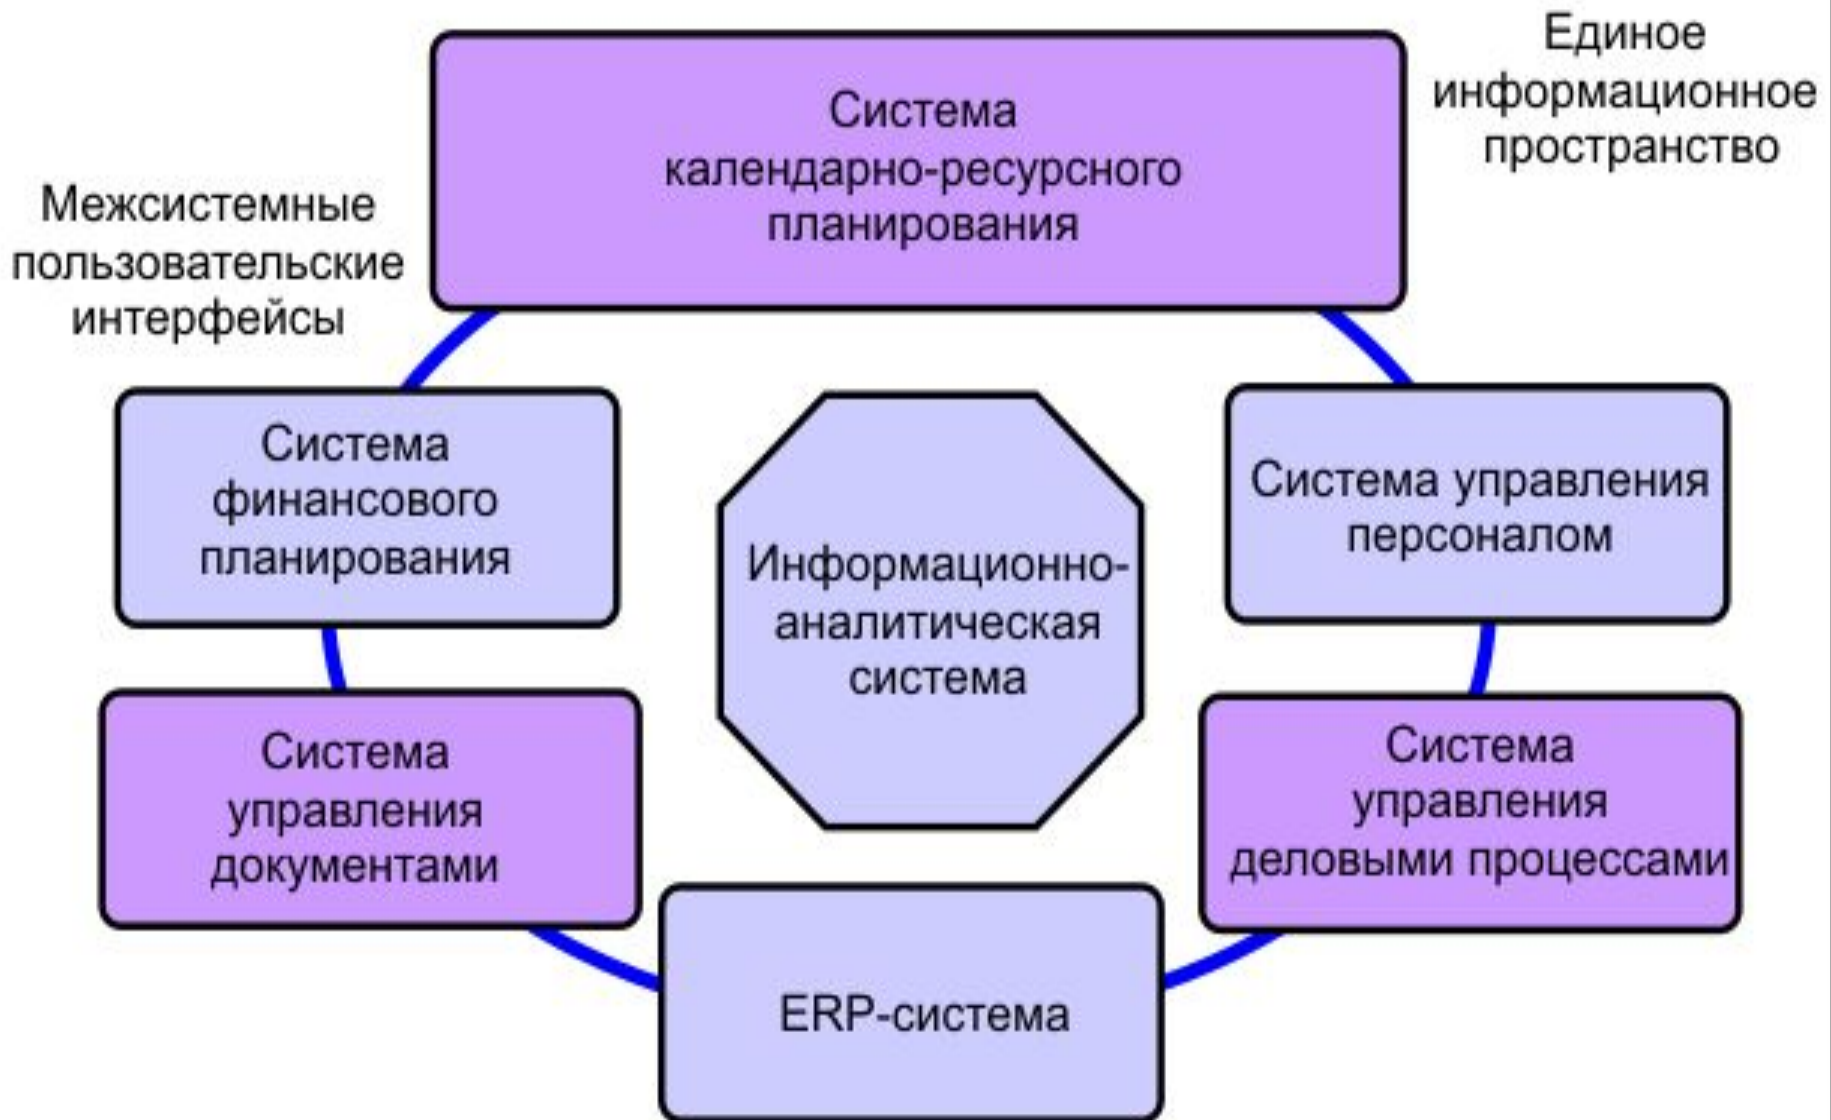 Единое
информационное
пространство
Система
календарно-ресурсного
планирования
Межсистемные
пользовательские
интерфейсы
Система
финансового
планирования
Информационно-
аналитическая
система
Система управления
персоналом
Система
управления
документами
Система
управления
деловыми процессами
ERP-система